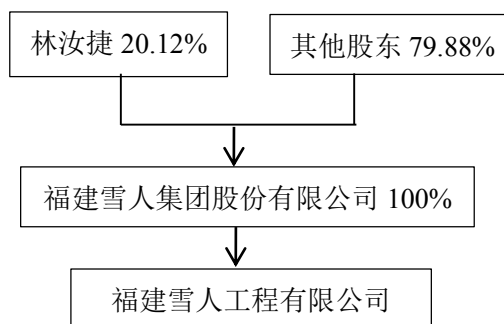 林汝捷 20.12%
其他股东 79.88%
福建雪人集团股份有限公司 100%
福建雪人工程有限公司